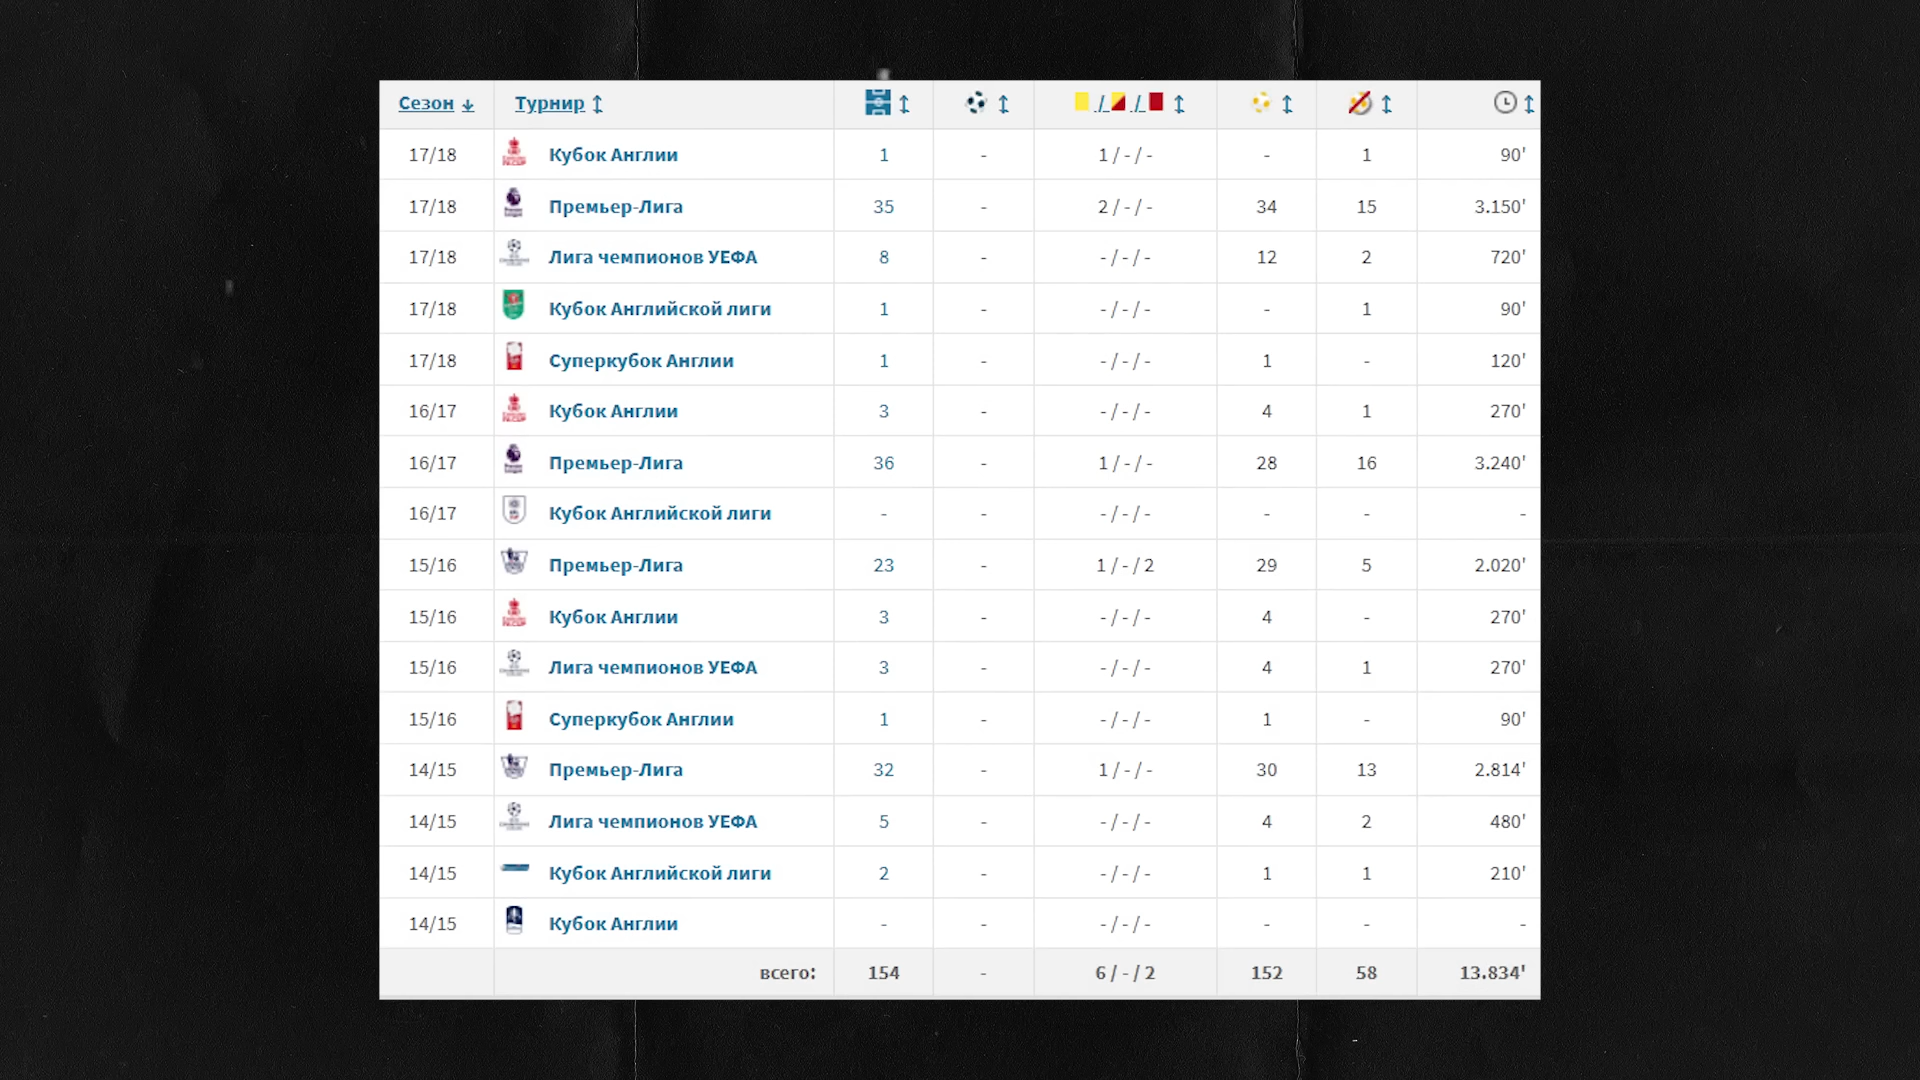 Сезон Турнир / /
17/18 Кубок Англии 1 - 1 / - / - - 1 90'
17/18 Премьер-Лига 35 - 2 / - / - 34 15 3.150'
17/18 Лига чемпионов УЕФА 8 - - / - / - 12 2 720'
17/18 Кубок Английской лиги 1 - - / - / - - 1 90'
17/18 Суперкубок Англии 1 - - / - / - 1 - 120'
16/17 Кубок Англии 3 - - / - / - 4 1 270'
16/17 Премьер-Лига 36 - 1 / - / - 28 16 3.240'
16/17 Кубок Английской лиги - - - / - / - - - -
15/16 Премьер-Лига 23 - 1 / - / 2 29 5 2.020'
15/16 Кубок Англии 3 - - / - / - 4 - 270'
15/16 Лига чемпионов УЕФА 3 - - / - / - 4 1 270'
15/16 Суперкубок Англии 1 - - / - / - 1 - 90'
14/15 Премьер-Лига 32 - 1 / - / - 30 13 2.814'
14/15 Лига чемпионов УЕФА 5 - - / - / - 4 2 480'
14/15 Кубок Английской лиги 2 - - / - / - 1 1 210'
14/15 Кубок Англии - - - / - / - - - -
всего: 154 - 6 / - / 2 152 58 13.834'